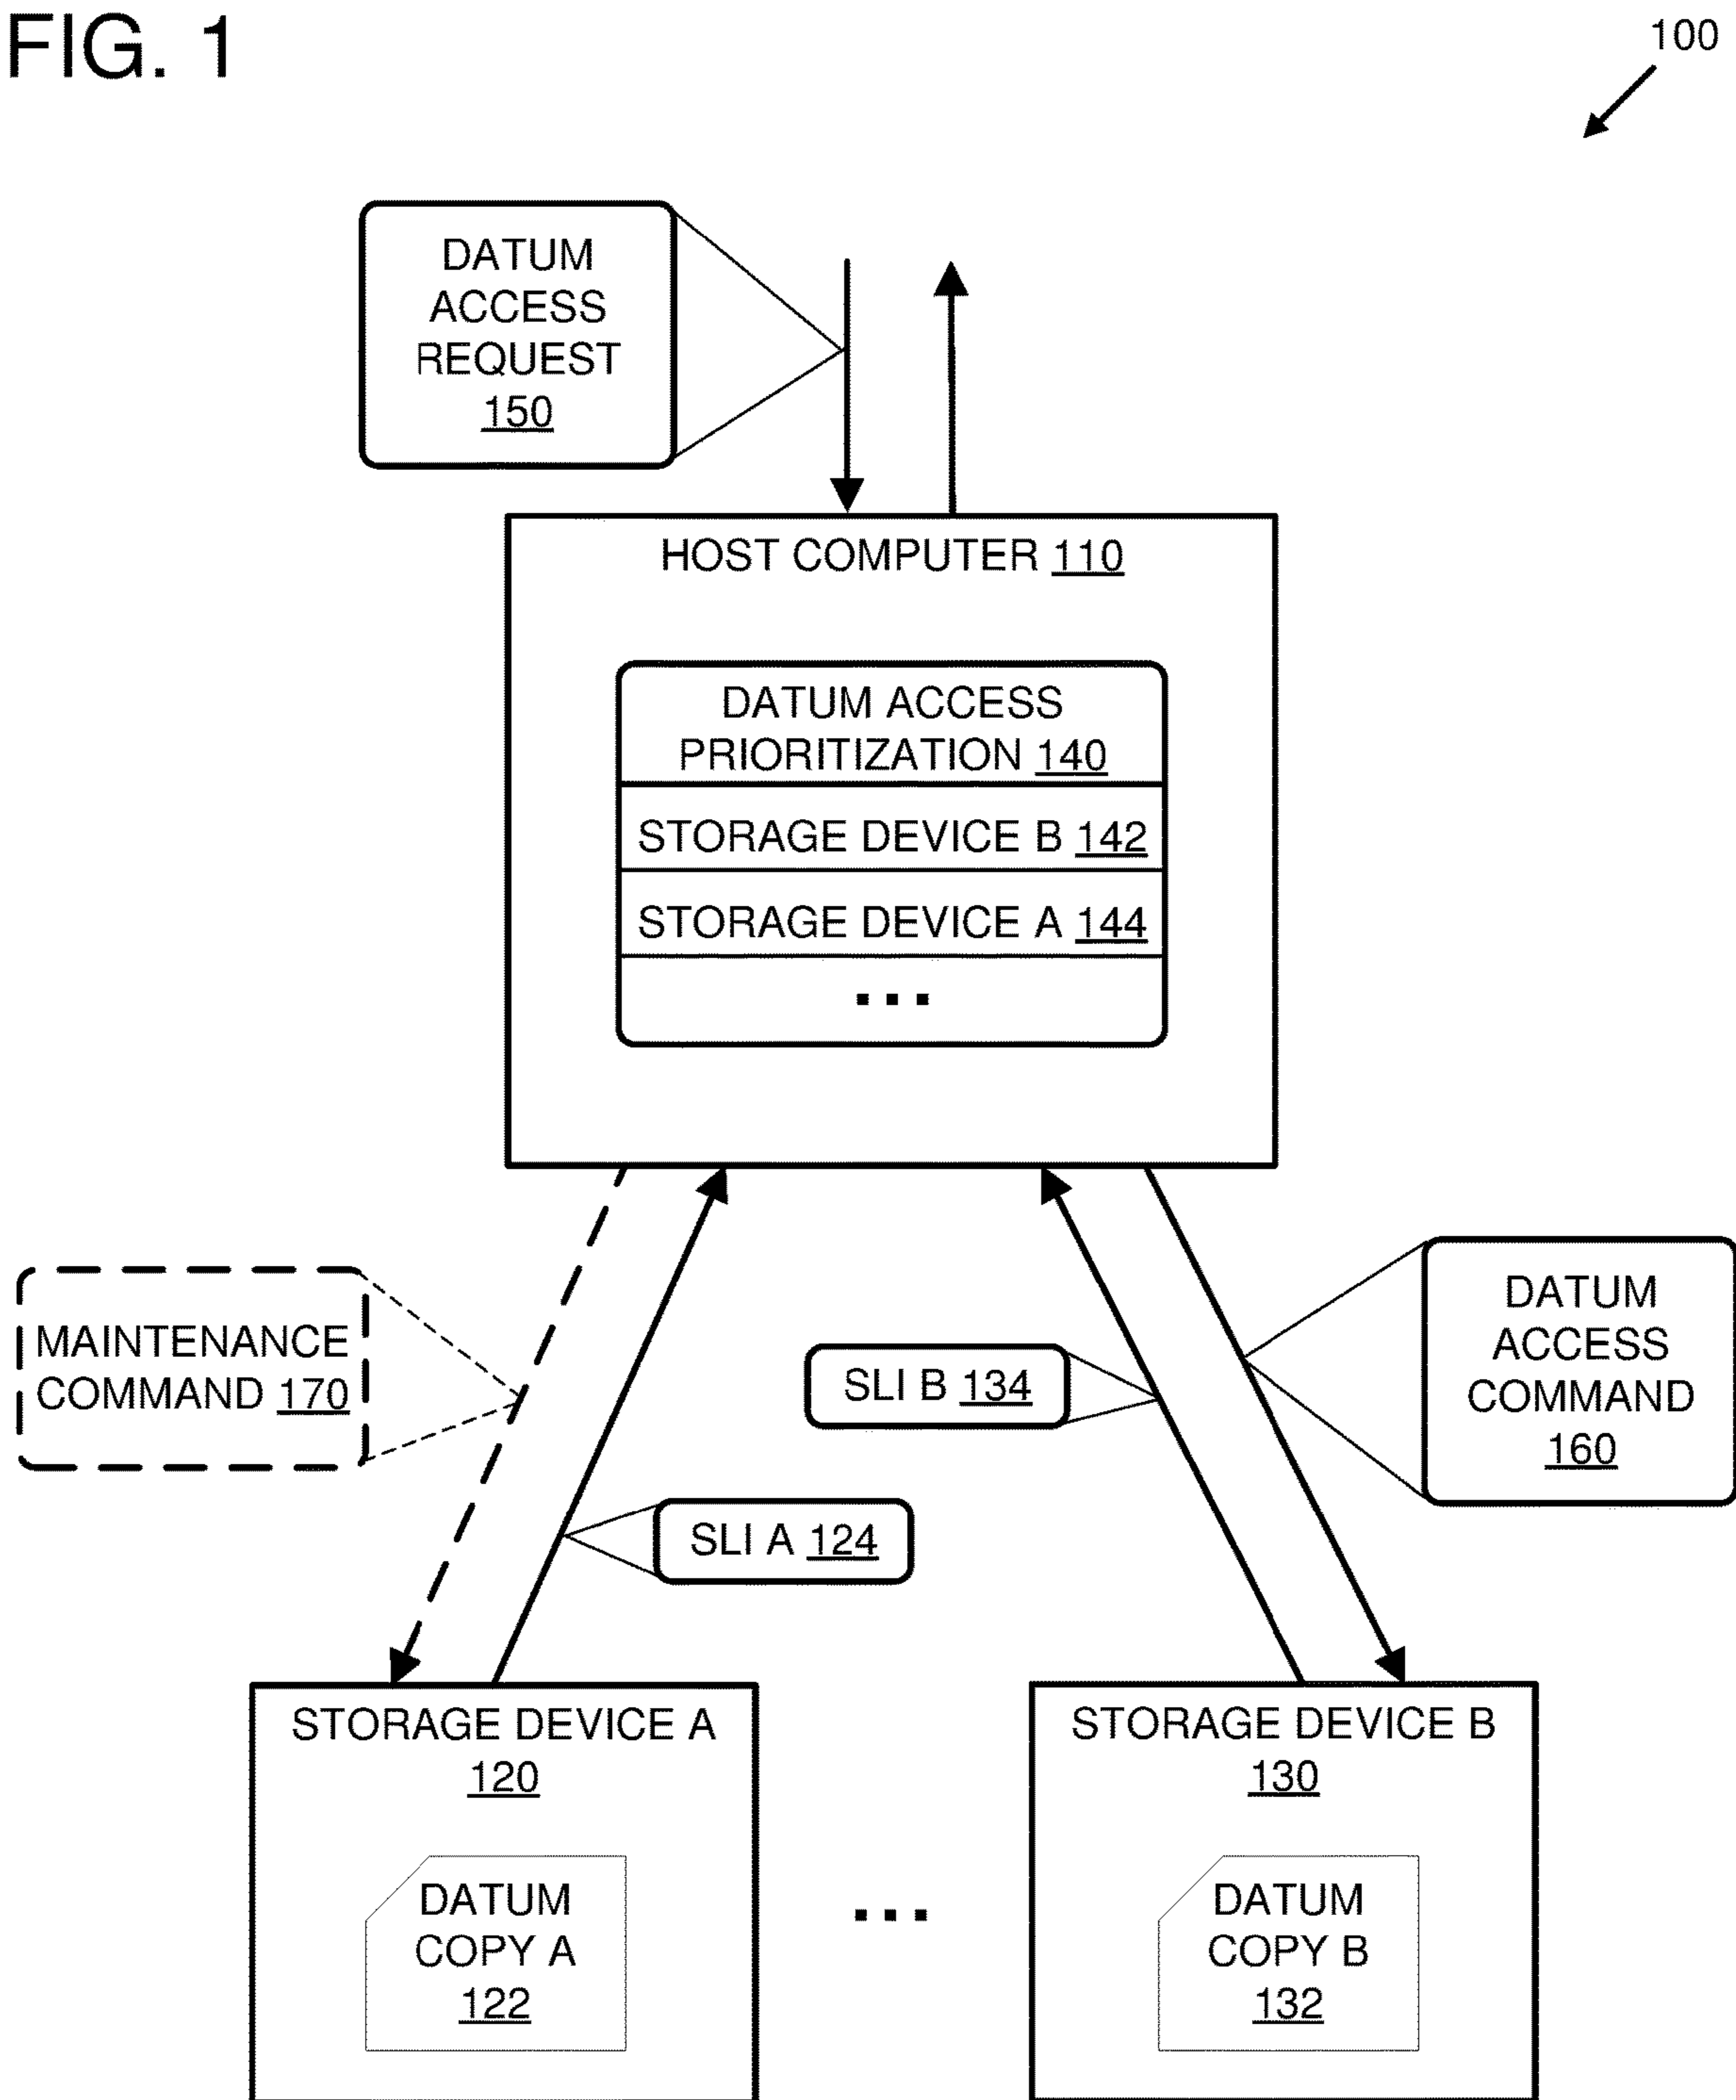 FIG. 1
100
DATUM
ACCESS
REQUEST
150
HOST COMPUTER 110
DATUM ACCESS
PRIORITIZATION 140
STORAGE DEVICE B 142
STORAGE DEVICE A 144
...
MAINTENANCE
COMMAND 170
SLI B 134
DATUM
ACCESS
COMMAND
160
SLI A 124
STORAGE DEVICE A
120
DATUM
COPY A
122
...
STORAGE DEVICE B
130
DATUM
COPY B
132